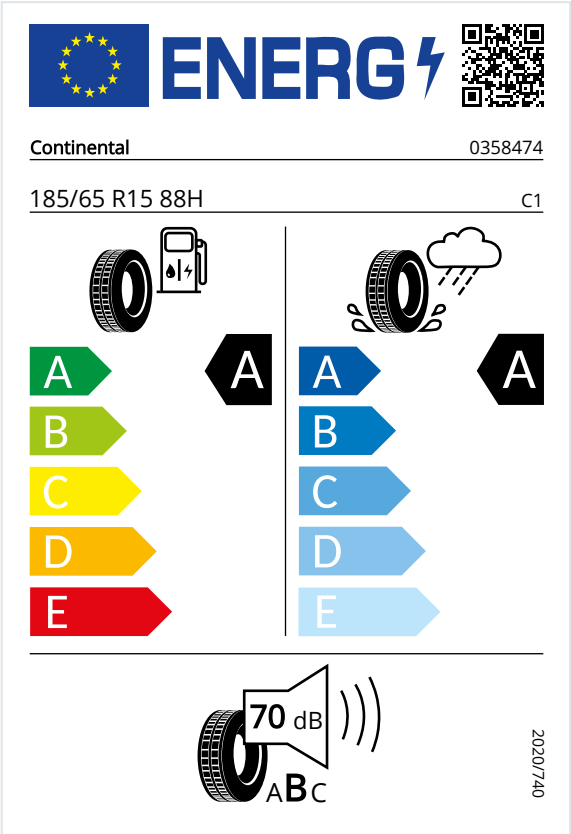 ENERG
Continental 0358474
185/65 R15 88H C1
A A
B
C
D
E
A A
B
C
D
E
70 dB
ABC
2020/740